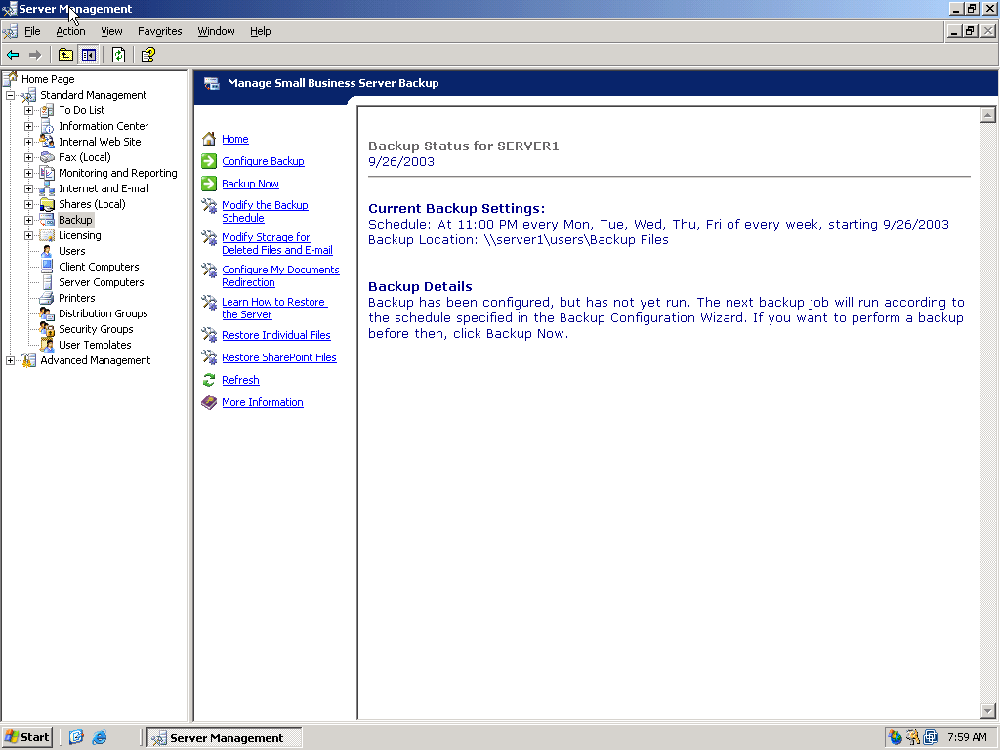 Server Management
File Action View Favorites Window Help
Home Page
Standard Management
To Do List
Information Center
Internal Web Site
Fax (Local)
Monitoring and Reporting
Internet and E-mail
Shares (Local)
Backup
Licensing
Users
Client Computers
Server Computers
Printers
Distribution Groups
Security Groups
User Templates
Advanced Management
Manage Small Business Server Backup
Home
Configure Backup
Backup Now
Modify the Backup
Schedule
Modify Storage for
Deleted Files and E-mail
Configure My Documents
Redirection
Learn How to Restore
the Server
Restore Individual Files
Restore SharePoint Files
Refresh
More Information
Backup Status for SERVER1
9/26/2003
Current Backup Settings:
Schedule: At 11:00 PM every Mon, Tue, Wed, Thu, Fri of every week, starting 9/26/2003
Backup Location: \\server1\users\Backup Files
Backup Details
Backup has been configured, but has not yet run. The next backup job will run according to
the schedule specified in the Backup Configuration Wizard. If you want to perform a backup
before then, click Backup Now.
Start
Server Management
7:59 AM